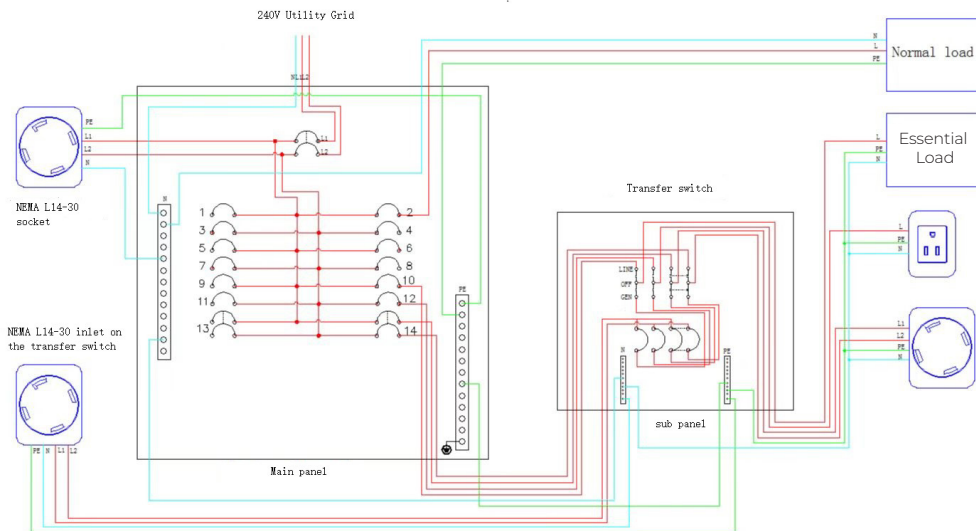 240V Utility Grid
N L1 L2
N
L
PE
Normal load
PE
L1
L2
N
L1
L2
NEMA L14-30
socket
L
PE
N
Essential
Load
Transfer switch
N
1
2
3
4
5
6
7
8
9
10
11
12
13
14
PE
LINE
OFF
GEN
L
PE
N
NEMA L14-30 inlet on
the transfer switch
L1
L2
PE
N
N
PE
sub panel
PE
N
L1
L2
Main panel